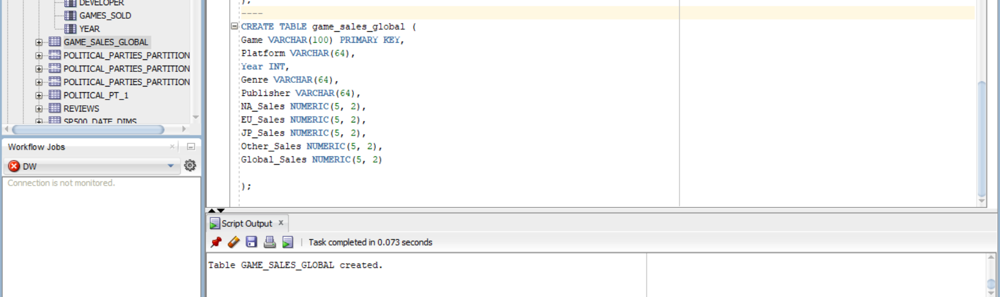 DEVELOPER
GAMES_SOLD
YEAR
GAME_SALES_GLOBAL
POLITICAL_PARTIES_PARTITION
POLITICAL_PARTIES_PARTITION
POLITICAL_PARTIES_PARTITION
POLITICAL_PT_1
REVIEWS
SP500_DATE_DIMS
Workflow Jobs
DW
Connection is not monitored.
);
----
CREATE TABLE game_sales_global (
Game VARCHAR(100) PRIMARY KEY,
Platform VARCHAR(64),
Year INT,
Genre VARCHAR(64),
Publisher VARCHAR(64),
NA_Sales NUMERIC(5, 2),
EU_Sales NUMERIC(5, 2),
JP_Sales NUMERIC(5, 2),
Other_Sales NUMERIC(5, 2),
Global_Sales NUMERIC(5, 2)
);
Script Output x
Task completed in 0.073 seconds
Table GAME_SALES_GLOBAL created.